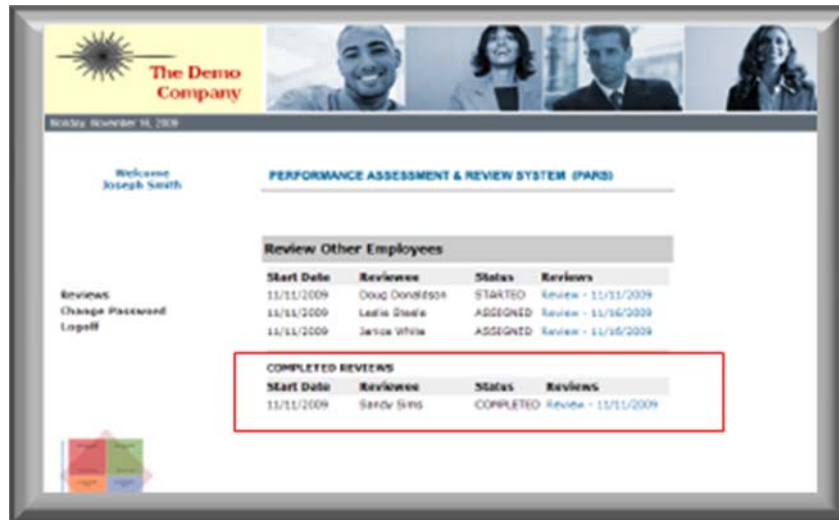 The Demo
Company
Monday, November 16, 2009
Welcome
Joseph Smith
PERFORMANCE ASSESSMENT & REVIEW SYSTEM (PARS)
Review Other Employees
Start Date Reviewee Status Reviews
11/11/2009 Doug Donaldson STARTED Review - 11/11/2009
11/11/2009 Leslie Steele ASSIGNED Review - 11/16/2009
11/11/2009 Janice White ASSIGNED Review - 11/16/2009
Reviews
Change Password
Logoff
COMPLETED REVIEWS
Start Date Reviewee Status Reviews
11/11/2009 Sandy Sims COMPLETED Review - 11/11/2009